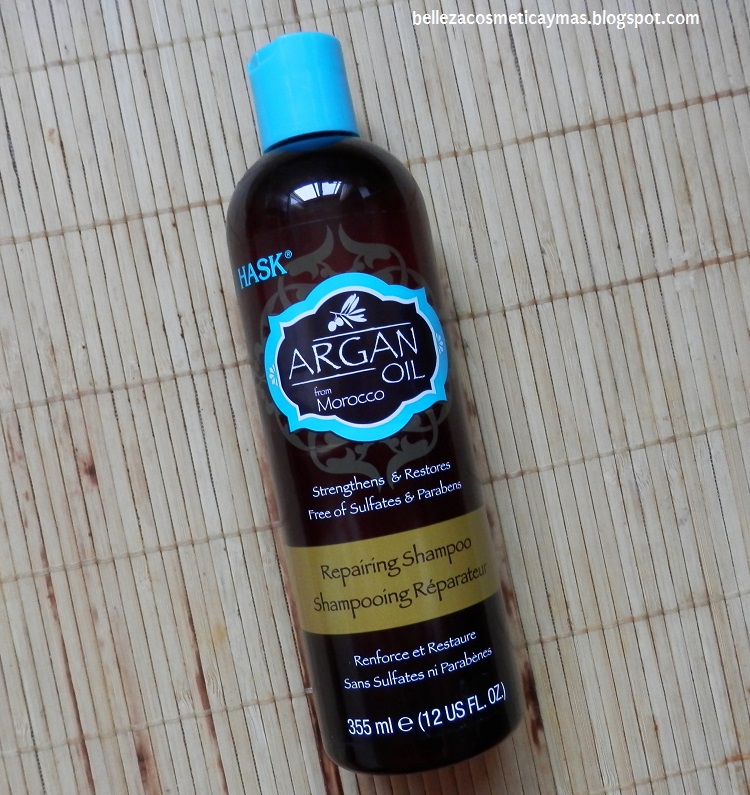 bellezacosmeticaymas.blogspot.com
HASK®
ARGAN
OIL
from
Morocco
Strengthens & Restores
Free of Sulfates & Parabens
Repairing Shampoo
Shampooing Réparateur
Renforce et Restaure
Sans Sulfates ni Parabènes
355 ml ℮ (12 US FL. OZ.)